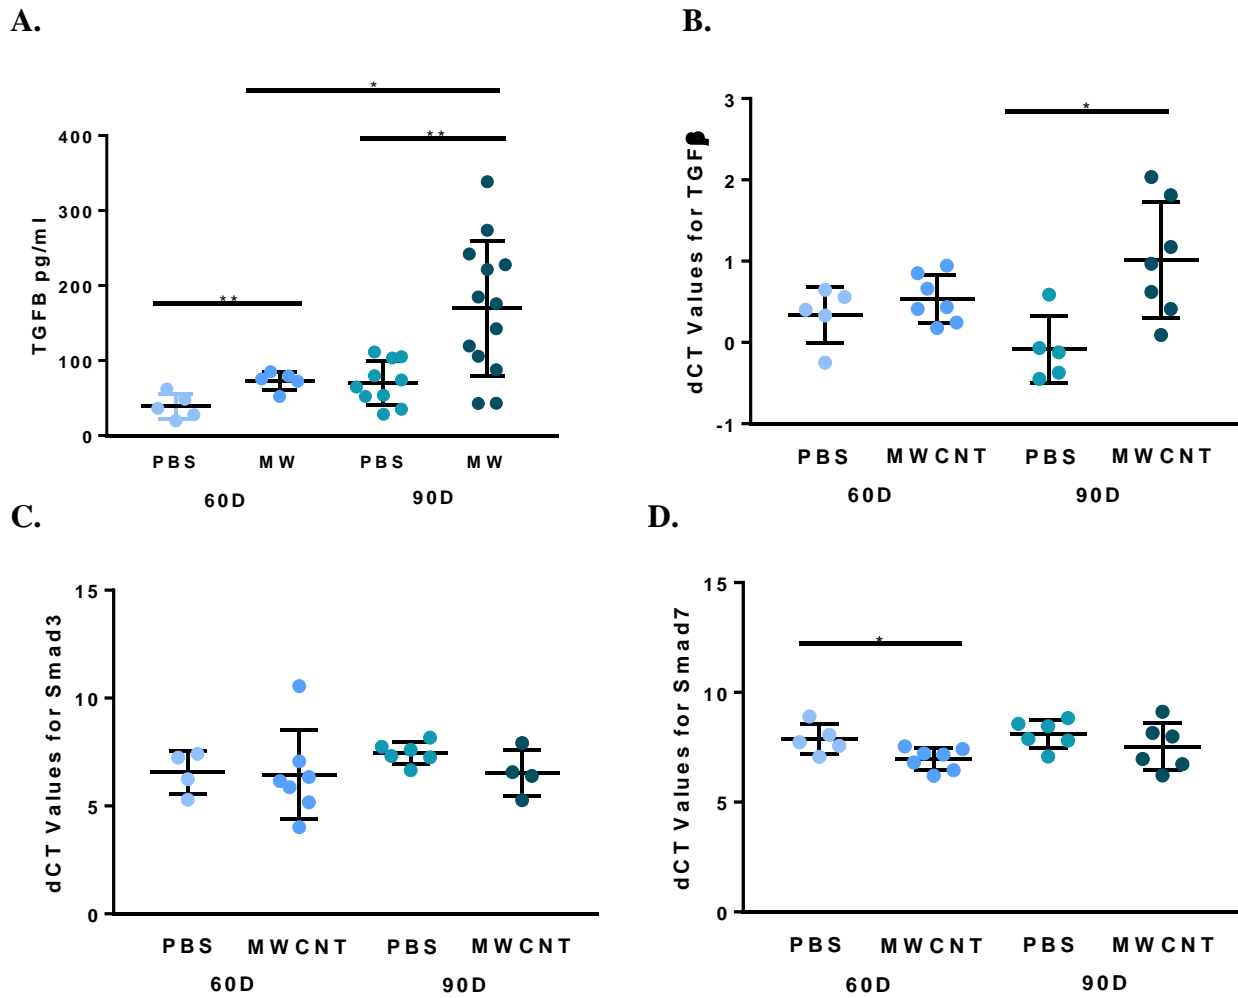 A.
*
**
400
300
200
100
0
TGFB pg/ml
**
PBS MW PBS MW
60D 90D
B.
*
3
2
1
0
-1
dCT Values for TGFβ
PBS MWCNT PBS MWCNT
60D 90D
C.
15
10
5
0
dCT Values for Smad3
PBS MWCNT PBS MWCNT
60D 90D
D.
15
10
5
0
dCT Values for Smad7
*
PBS MWCNT PBS MWCNT
60D 90D